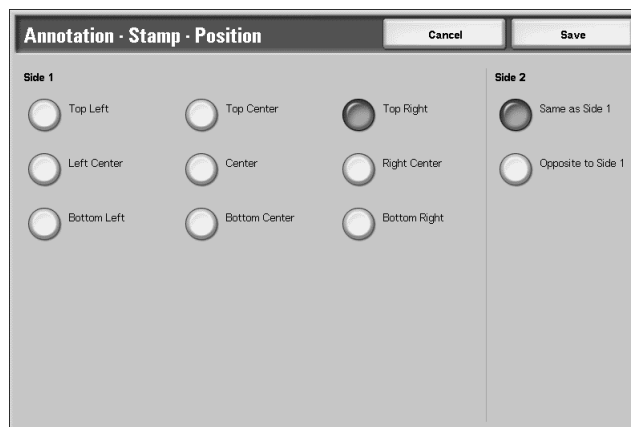 Annotation - Stamp - Position
Cancel
Save
Side 1
Side 2
Top Left
Top Center
Top Right
Same as Side 1
Left Center
Center
Right Center
Opposite to Side 1
Bottom Left
Bottom Center
Bottom Right